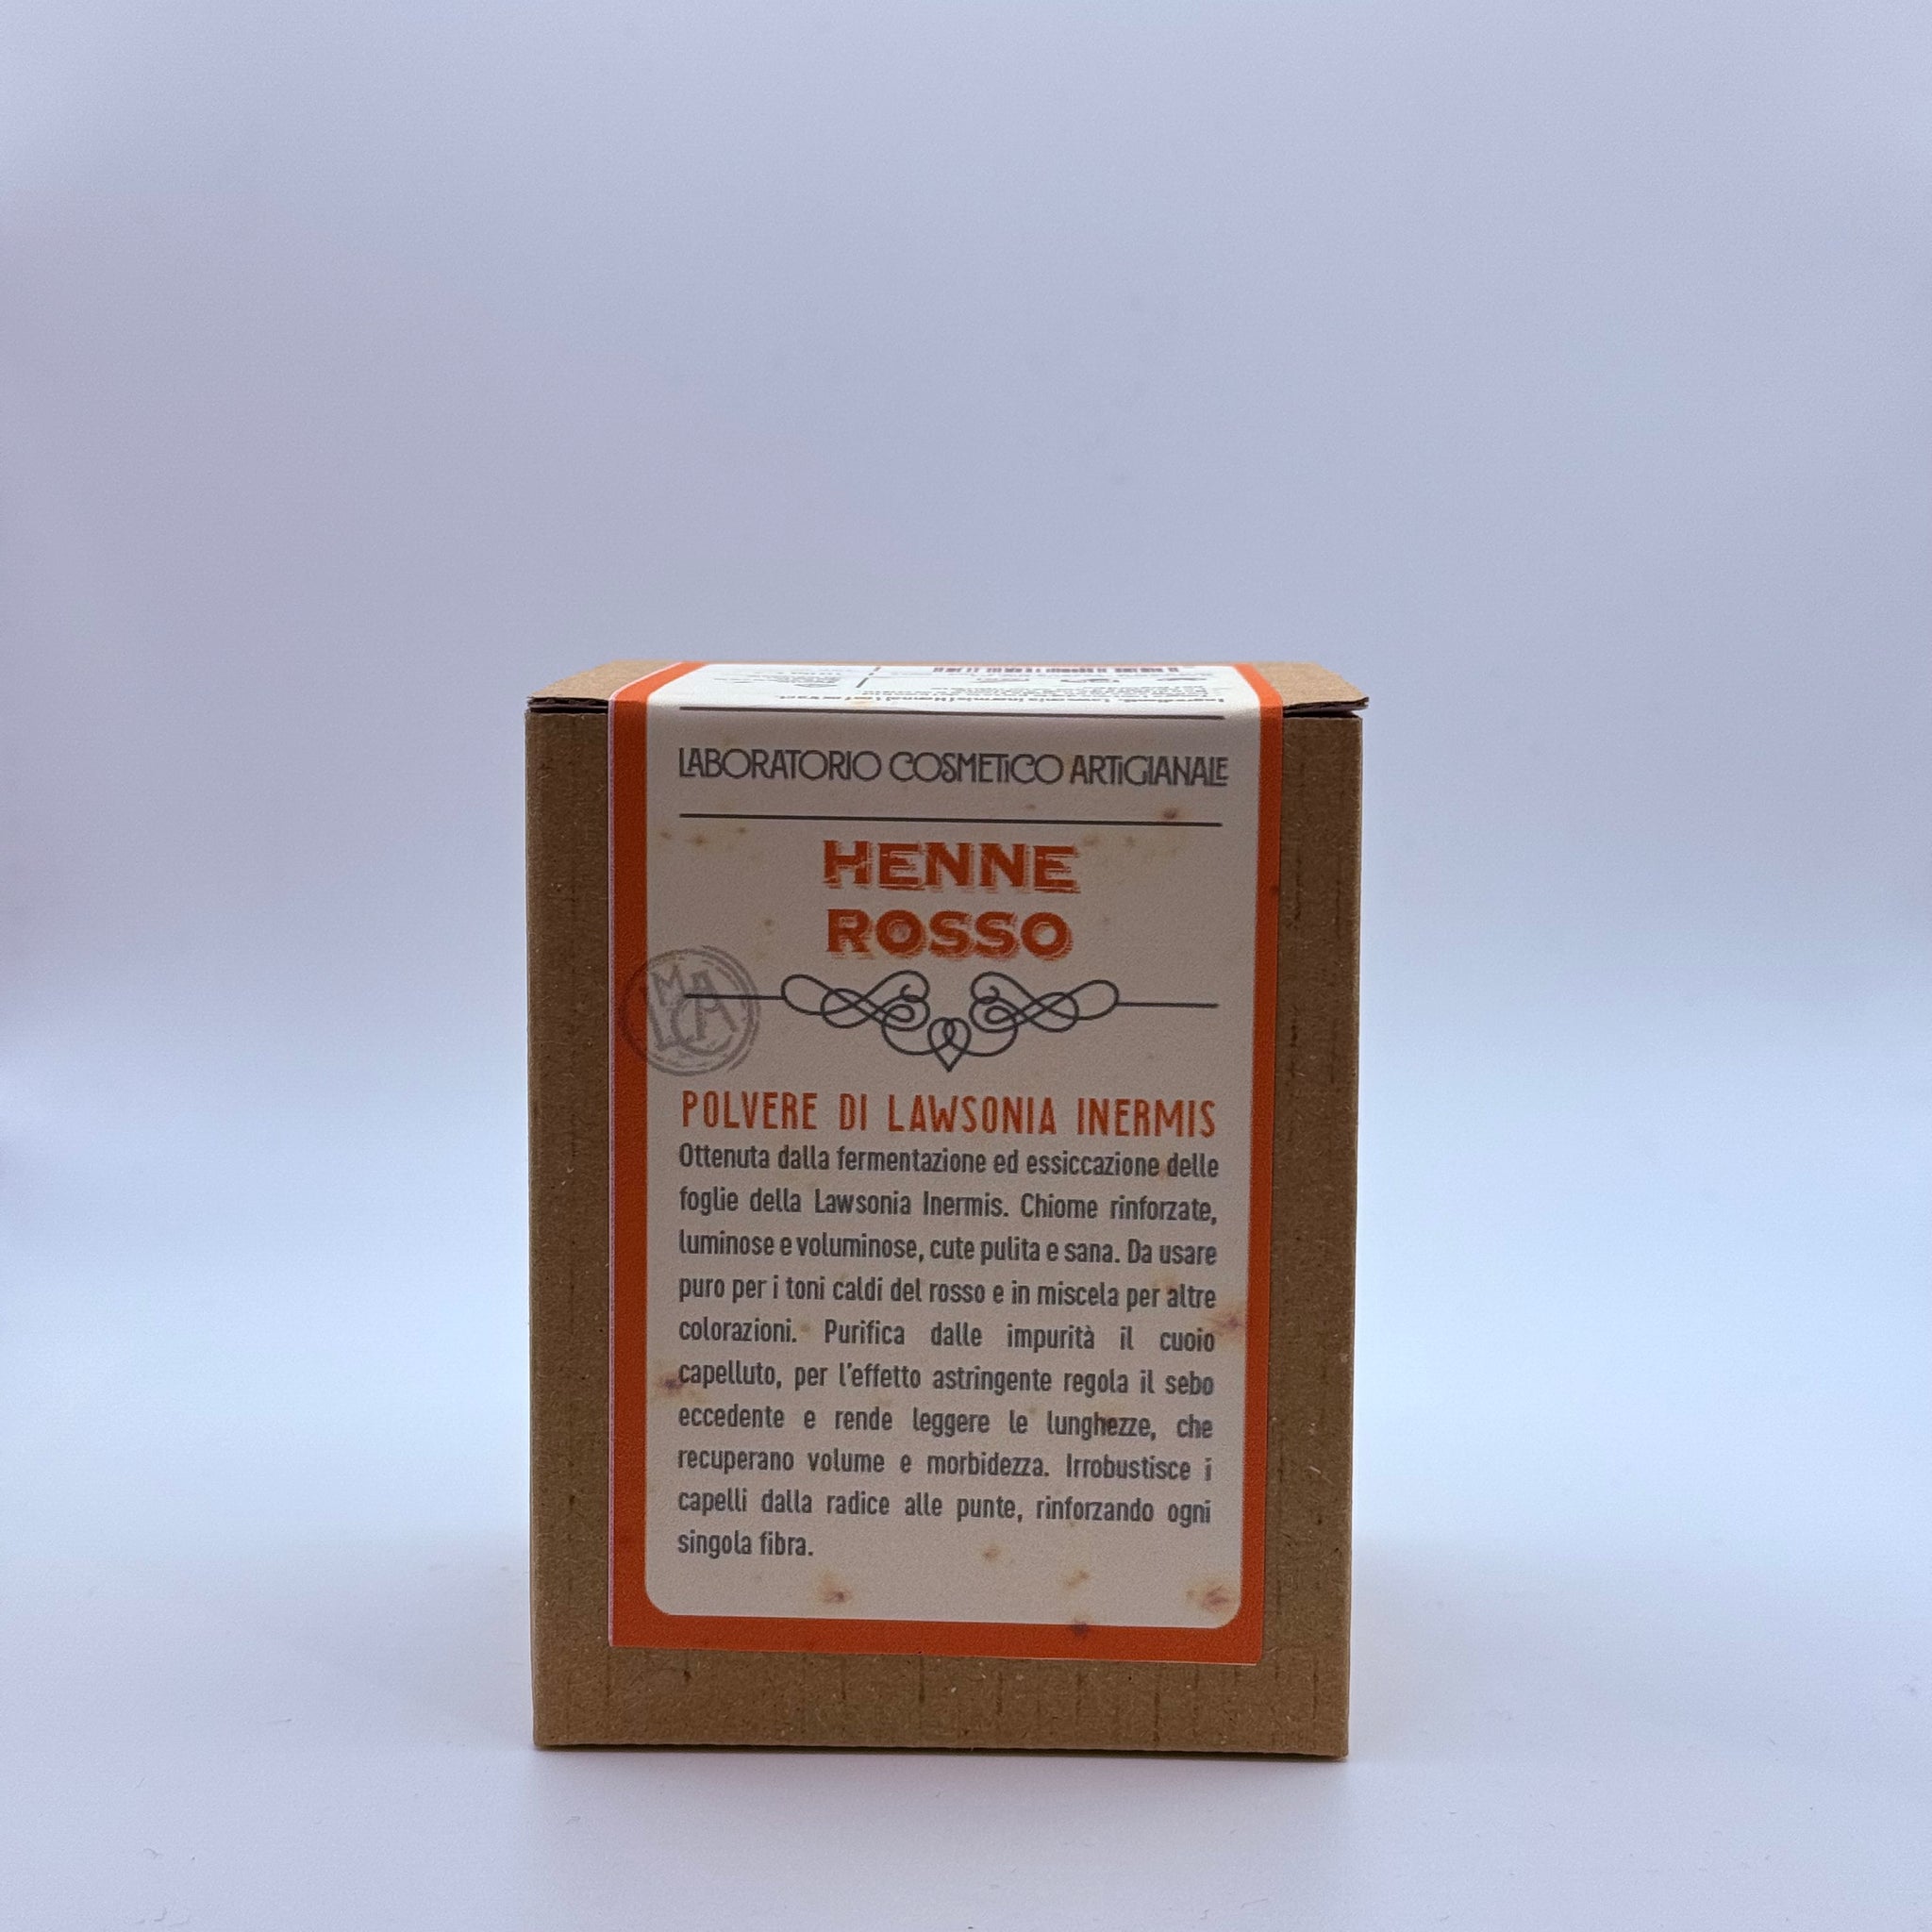 LABORATORIO COSMETICO ARTIGIANALE
HENNE
ROSSO
LMCA
POLVERE DI LAWSONIA INERMIS
Ottenuta dalla fermentazione ed essiccazione delle
foglie della Lawsonia Inermis. Chiome rinforzate,
luminose e voluminose, cute pulita e sana. Da usare
puro per i toni caldi del rosso e in miscela per altre
colorazioni. Purifica dalle impurità il cuoio
capelluto, per l'effetto astringente regola il sebo
eccedente e rende leggere le lunghezze, che
recuperano volume e morbidezza. Irrobustisce i
capelli dalla radice alle punte, rinforzando ogni
singola fibra.